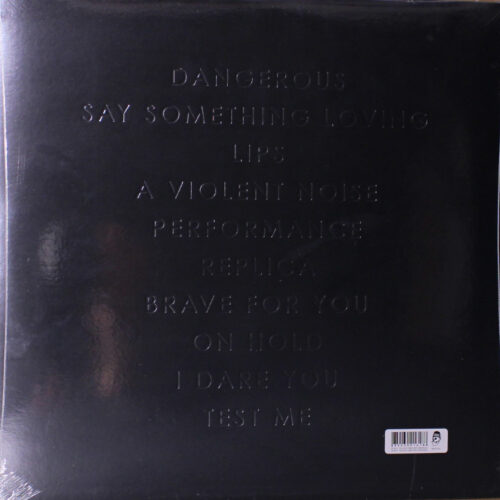 DANGEROUS
SAY SOMETHING LOVING
LIPS
A VIOLENT NOISE
PERFORMANCE
REPLICA
BRAVE FOR YOU
ON HOLD
I DARE YOU
TEST ME